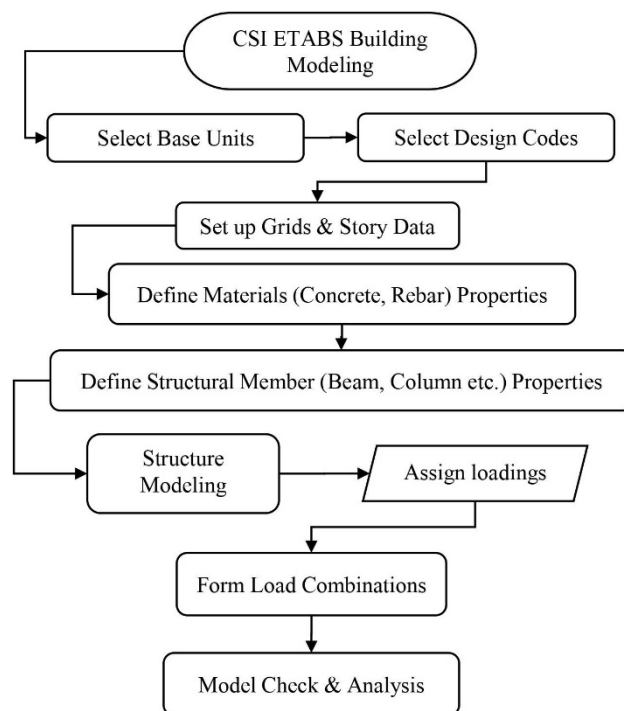 CSI ETABS Building
Modeling
Select Base Units
Select Design Codes
Set up Grids & Story Data
Define Materials (Concrete, Rebar) Properties
Define Structural Member (Beam, Column etc.) Properties
Structure
Modeling
Assign loadings
Form Load Combinations
Model Check & Analysis